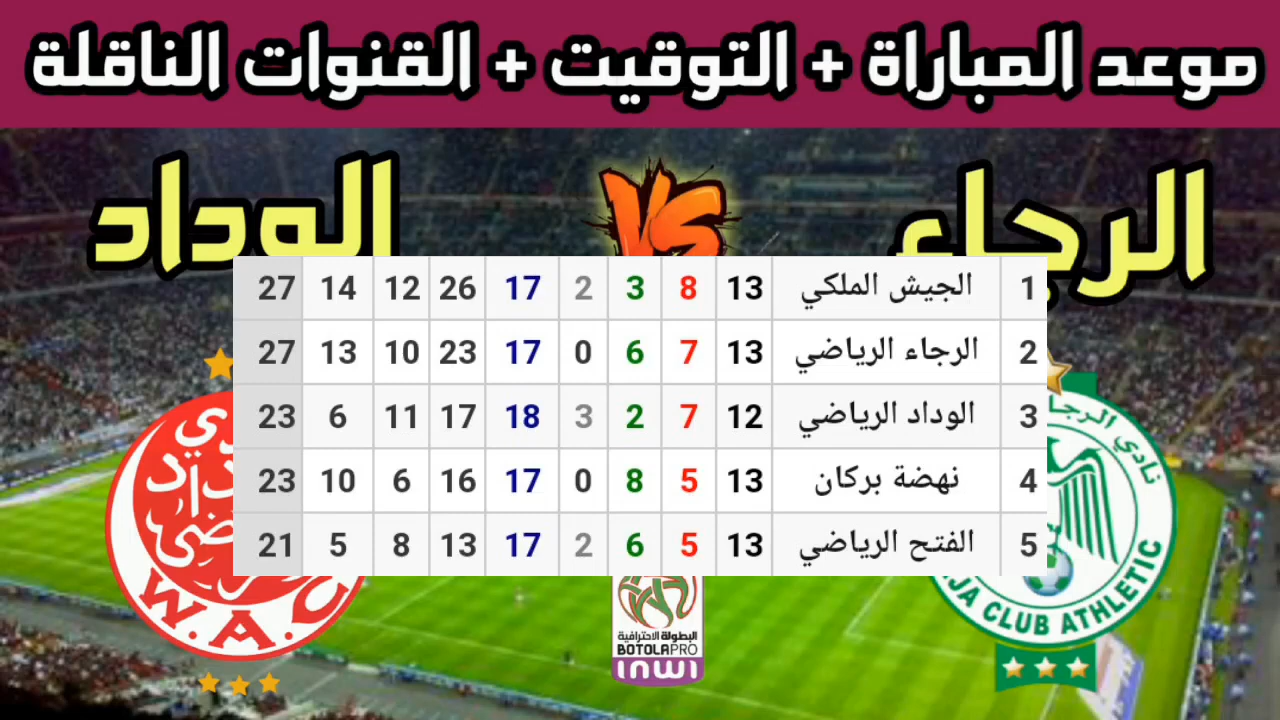 موعد المباراة + التوقيت + القنوات الناقلة
الرجاء VS الوداد
1 الجيش الملكي 13 8 3 2 17 26 12 14 27
2 الرجاء الرياضي 13 7 6 0 17 23 10 13 27
3 الوداد الرياضي 12 7 2 3 18 17 11 6 23
4 نهضة بركان 13 5 8 0 17 16 6 10 23
5 الفتح الرياضي 13 5 6 2 17 13 8 5 21
W.A.C
نادي الرجا
JA CLUB ATHLETIC
البطولة الاحترافية
BOTOLA PRO
inwi